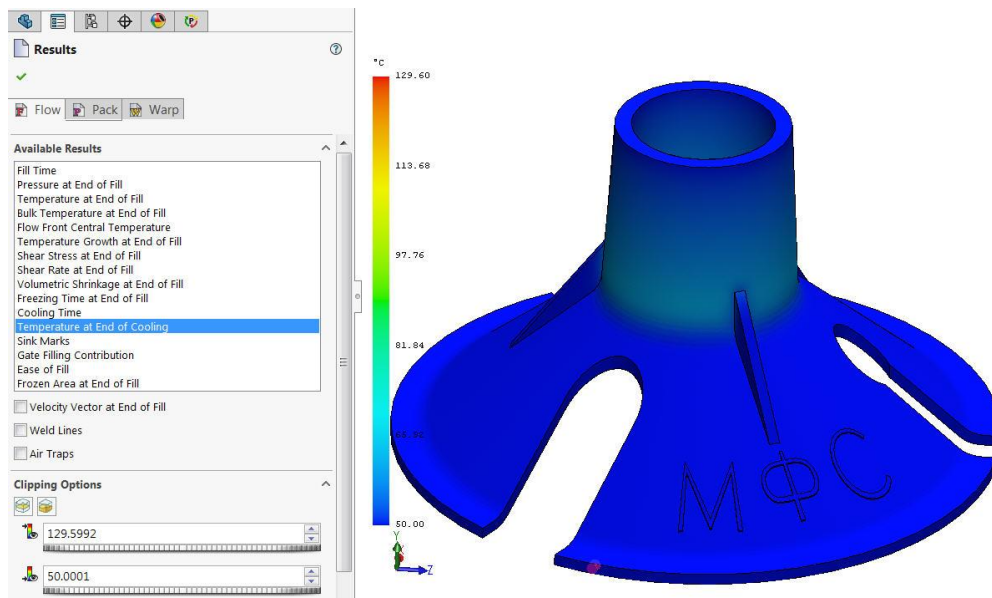 Results
Flow
Pack
Warp
Available Results
Fill Time
Pressure at End of Fill
Temperature at End of Fill
Bulk Temperature at End of Fill
Flow Front Central Temperature
Temperature Growth at End of Fill
Shear Stress at End of Fill
Shear Rate at End of Fill
Volumetric Shrinkage at End of Fill
Freezing Time at End of Fill
Cooling Time
Temperature at End of Cooling
Sink Marks
Gate Filling Contribution
Ease of Fill
Frozen Area at End of Fill
Velocity Vector at End of Fill
Weld Lines
Air Traps
Clipping Options
129.5992
50.0001
°C
129.60
113.68
97.76
81.84
65.92
50.00
Y
Z
МФС